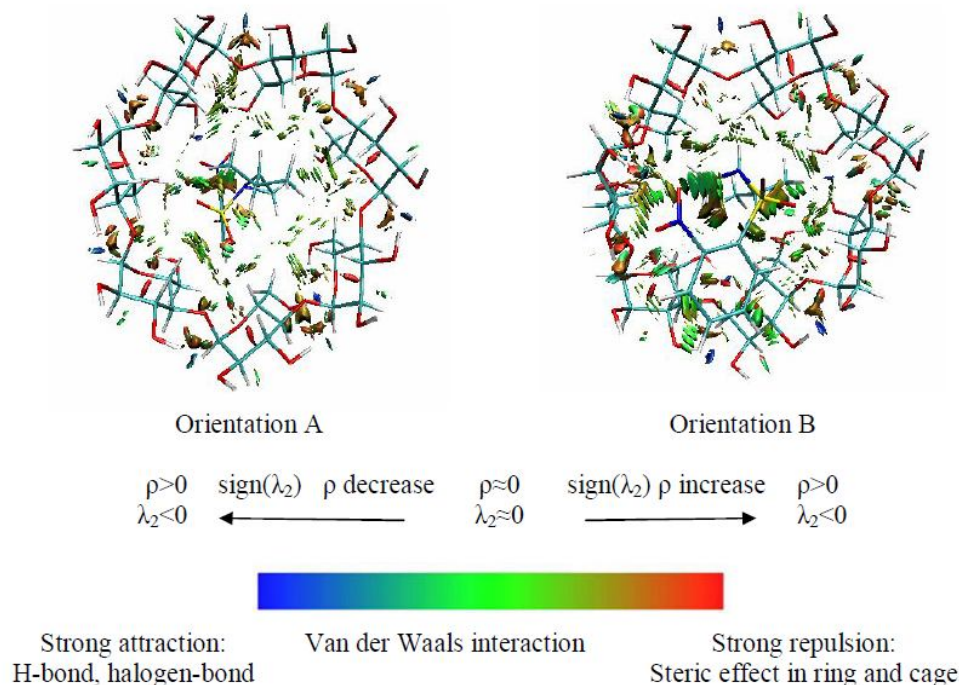 Orientation A Orientation B
ρ>0 sign(λ₂) ρ decrease ρ≈0 sign(λ₂) ρ increase ρ>0
λ₂<0 λ₂≈0 λ₂<0
Strong attraction: Van der Waals interaction Strong repulsion:
H-bond, halogen-bond Steric effect in ring and cage